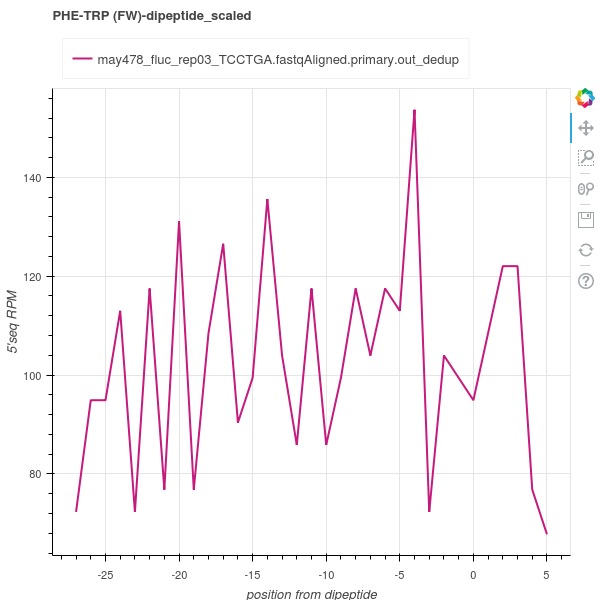 PHE-TRP (FW)-dipeptide_scaled
may478_fluc_rep03_TCCTGA.fastqAligned.primary.out_dedup
140
120
100
80
5'seq RPM
-25
-20
-15
-10
-5
0
5
position from dipeptide